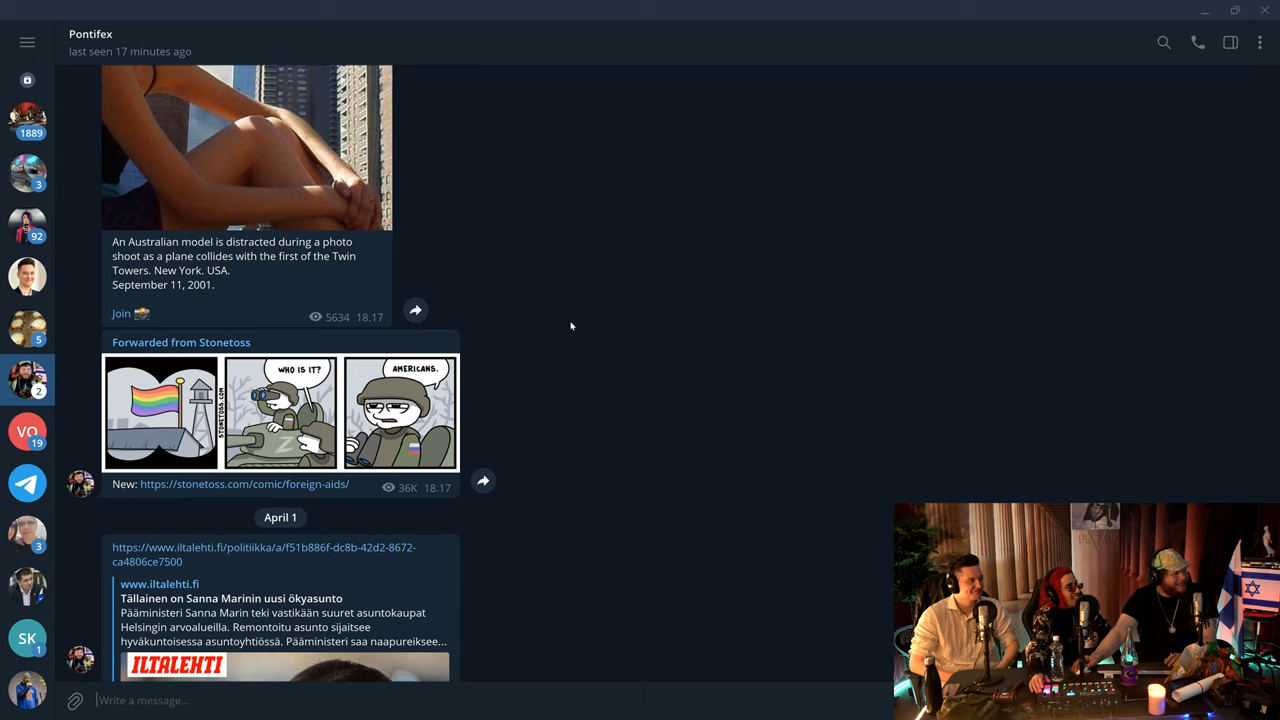 Pontifex
last seen 17 minutes ago
1889
3
92
5
2
VO
19
3
SK
1
An Australian model is distracted during a photo
shoot as a plane collides with the first of the Twin
Towers. New York. USA.
September 11, 2001.
Join
5634 18.17
Forwarded from Stonetoss
WHO IS IT?
AMERICANS.
STONETOSS.COM
Z
New: https://stonetoss.com/comic/foreign-aids/
36K 18.17
April 1
https://www.iltalehti.fi/politiikka/a/f51b886f-dc8b-42d2-8672-
ca4806ce7500
www.iltalehti.fi
Tällainen on Sanna Marinin uusi ökyasunto
Pääministeri Sanna Marin teki vastikään suuret asuntokaupat
Helsingin arvoalueilla. Remontoitu asunto sijaitsee
hyväkuntoisessa asuntoyhtiössä. Pääministeri saa naapureiksee...
ILTALEHTI
Write a message...